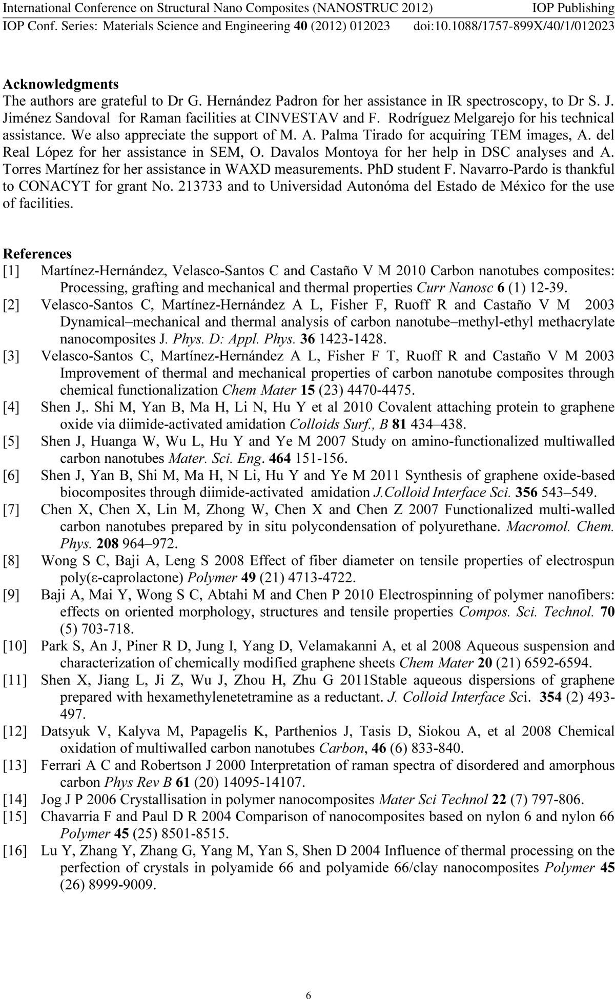 International Conference on Structural Nano Composites (NANOSTRUC 2012) IOP Publishing
IOP Conf. Series: Materials Science and Engineering 40 (2012) 012023 doi:10.1088/1757-899X/40/1/012023
Acknowledgments
The authors are grateful to Dr G. Hernández Padron for her assistance in IR spectroscopy, to Dr S. J.
Jiménez Sandoval for Raman facilities at CINVESTAV and F. Rodríguez Melgarejo for his technical
assistance. We also appreciate the support of M. A. Palma Tirado for acquiring TEM images, A. del
Real López for her assistance in SEM, O. Davalos Montoya for her help in DSC analyses and A.
Torres Martínez for her assistance in WAXD measurements. PhD student F. Navarro-Pardo is thankful
to CONACYT for grant No. 213733 and to Universidad Autonóma del Estado de México for the use
of facilities.
References
[1] Martínez-Hernández, Velasco-Santos C and Castaño V M 2010 Carbon nanotubes composites:
Processing, grafting and mechanical and thermal properties Curr Nanosc 6 (1) 12-39.
[2] Velasco-Santos C, Martínez-Hernández A L, Fisher F, Ruoff R and Castaño V M 2003
Dynamical–mechanical and thermal analysis of carbon nanotube–methyl-ethyl methacrylate
nanocomposites J. Phys. D: Appl. Phys. 36 1423-1428.
[3] Velasco-Santos C, Martínez-Hernández A L, Fisher F T, Ruoff R and Castaño V M 2003
Improvement of thermal and mechanical properties of carbon nanotube composites through
chemical functionalization Chem Mater 15 (23) 4470-4475.
[4] Shen J,. Shi M, Yan B, Ma H, Li N, Hu Y et al 2010 Covalent attaching protein to graphene
oxide via diimide-activated amidation Colloids Surf., B 81 434–438.
[5] Shen J, Huanga W, Wu L, Hu Y and Ye M 2007 Study on amino-functionalized multiwalled
carbon nanotubes Mater. Sci. Eng. 464 151-156.
[6] Shen J, Yan B, Shi M, Ma H, N Li, Hu Y and Ye M 2011 Synthesis of graphene oxide-based
biocomposites through diimide-activated amidation J.Colloid Interface Sci. 356 543–549.
[7] Chen X, Chen X, Lin M, Zhong W, Chen X and Chen Z 2007 Functionalized multi-walled
carbon nanotubes prepared by in situ polycondensation of polyurethane. Macromol. Chem.
Phys. 208 964–972.
[8] Wong S C, Baji A, Leng S 2008 Effect of fiber diameter on tensile properties of electrospun
poly(ε-caprolactone) Polymer 49 (21) 4713-4722.
[9] Baji A, Mai Y, Wong S C, Abtahi M and Chen P 2010 Electrospinning of polymer nanofibers:
effects on oriented morphology, structures and tensile properties Compos. Sci. Technol. 70
(5) 703-718.
[10] Park S, An J, Piner R D, Jung I, Yang D, Velamakanni A, et al 2008 Aqueous suspension and
characterization of chemically modified graphene sheets Chem Mater 20 (21) 6592-6594.
[11] Shen X, Jiang L, Ji Z, Wu J, Zhou H, Zhu G 2011Stable aqueous dispersions of graphene
prepared with hexamethylenetetramine as a reductant. J. Colloid Interface Sci. 354 (2) 493-
497.
[12] Datsyuk V, Kalyva M, Papagelis K, Parthenios J, Tasis D, Siokou A, et al 2008 Chemical
oxidation of multiwalled carbon nanotubes Carbon, 46 (6) 833-840.
[13] Ferrari A C and Robertson J 2000 Interpretation of raman spectra of disordered and amorphous
carbon Phys Rev B 61 (20) 14095-14107.
[14] Jog J P 2006 Crystallisation in polymer nanocomposites Mater Sci Technol 22 (7) 797-806.
[15] Chavarria F and Paul D R 2004 Comparison of nanocomposites based on nylon 6 and nylon 66
Polymer 45 (25) 8501-8515.
[16] Lu Y, Zhang Y, Zhang G, Yang M, Yan S, Shen D 2004 Influence of thermal processing on the
perfection of crystals in polyamide 66 and polyamide 66/clay nanocomposites Polymer 45
(26) 8999-9009.
6